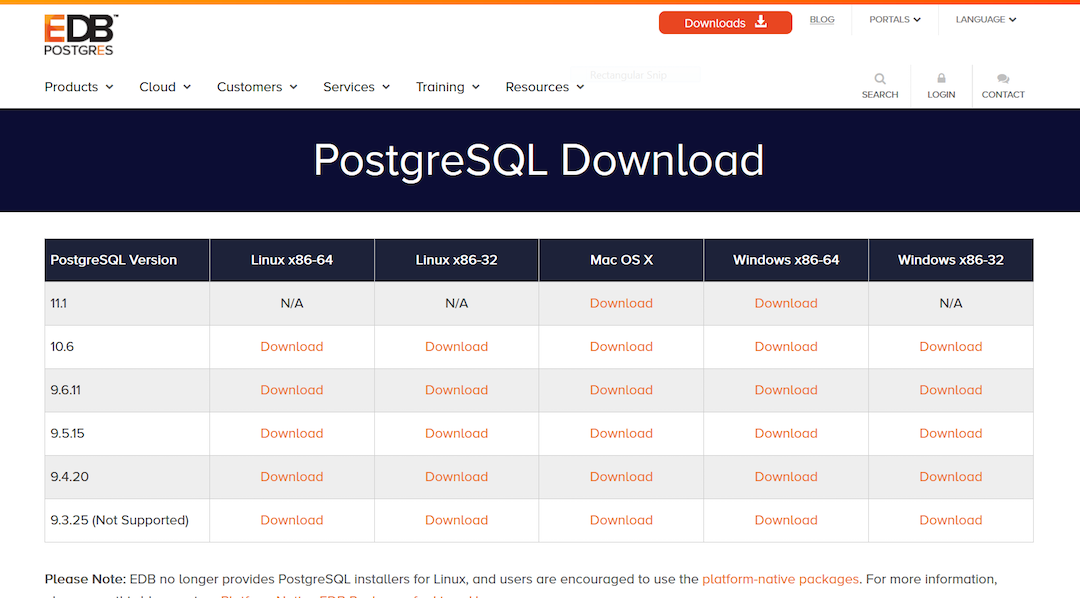 EDB™
POSTGRES
Downloads
BLOG
PORTALS
LANGUAGE
Products
Cloud
Customers
Services
Training
Resources
Rectangular Snip
SEARCH
LOGIN
CONTACT
PostgreSQL Download
PostgreSQL Version Linux x86-64 Linux x86-32 Mac OS X Windows x86-64 Windows x86-32
11.1 N/A N/A Download Download N/A
10.6 Download Download Download Download Download
9.6.11 Download Download Download Download Download
9.5.15 Download Download Download Download Download
9.4.20 Download Download Download Download Download
9.3.25 (Not Supported) Download Download Download Download Download
Please Note: EDB no longer provides PostgreSQL installers for Linux, and users are encouraged to use the platform-native packages. For more information,